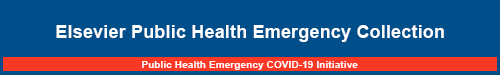 Elsevier Public Health Emergency Collection
Public Health Emergency COVID-19 Initiative